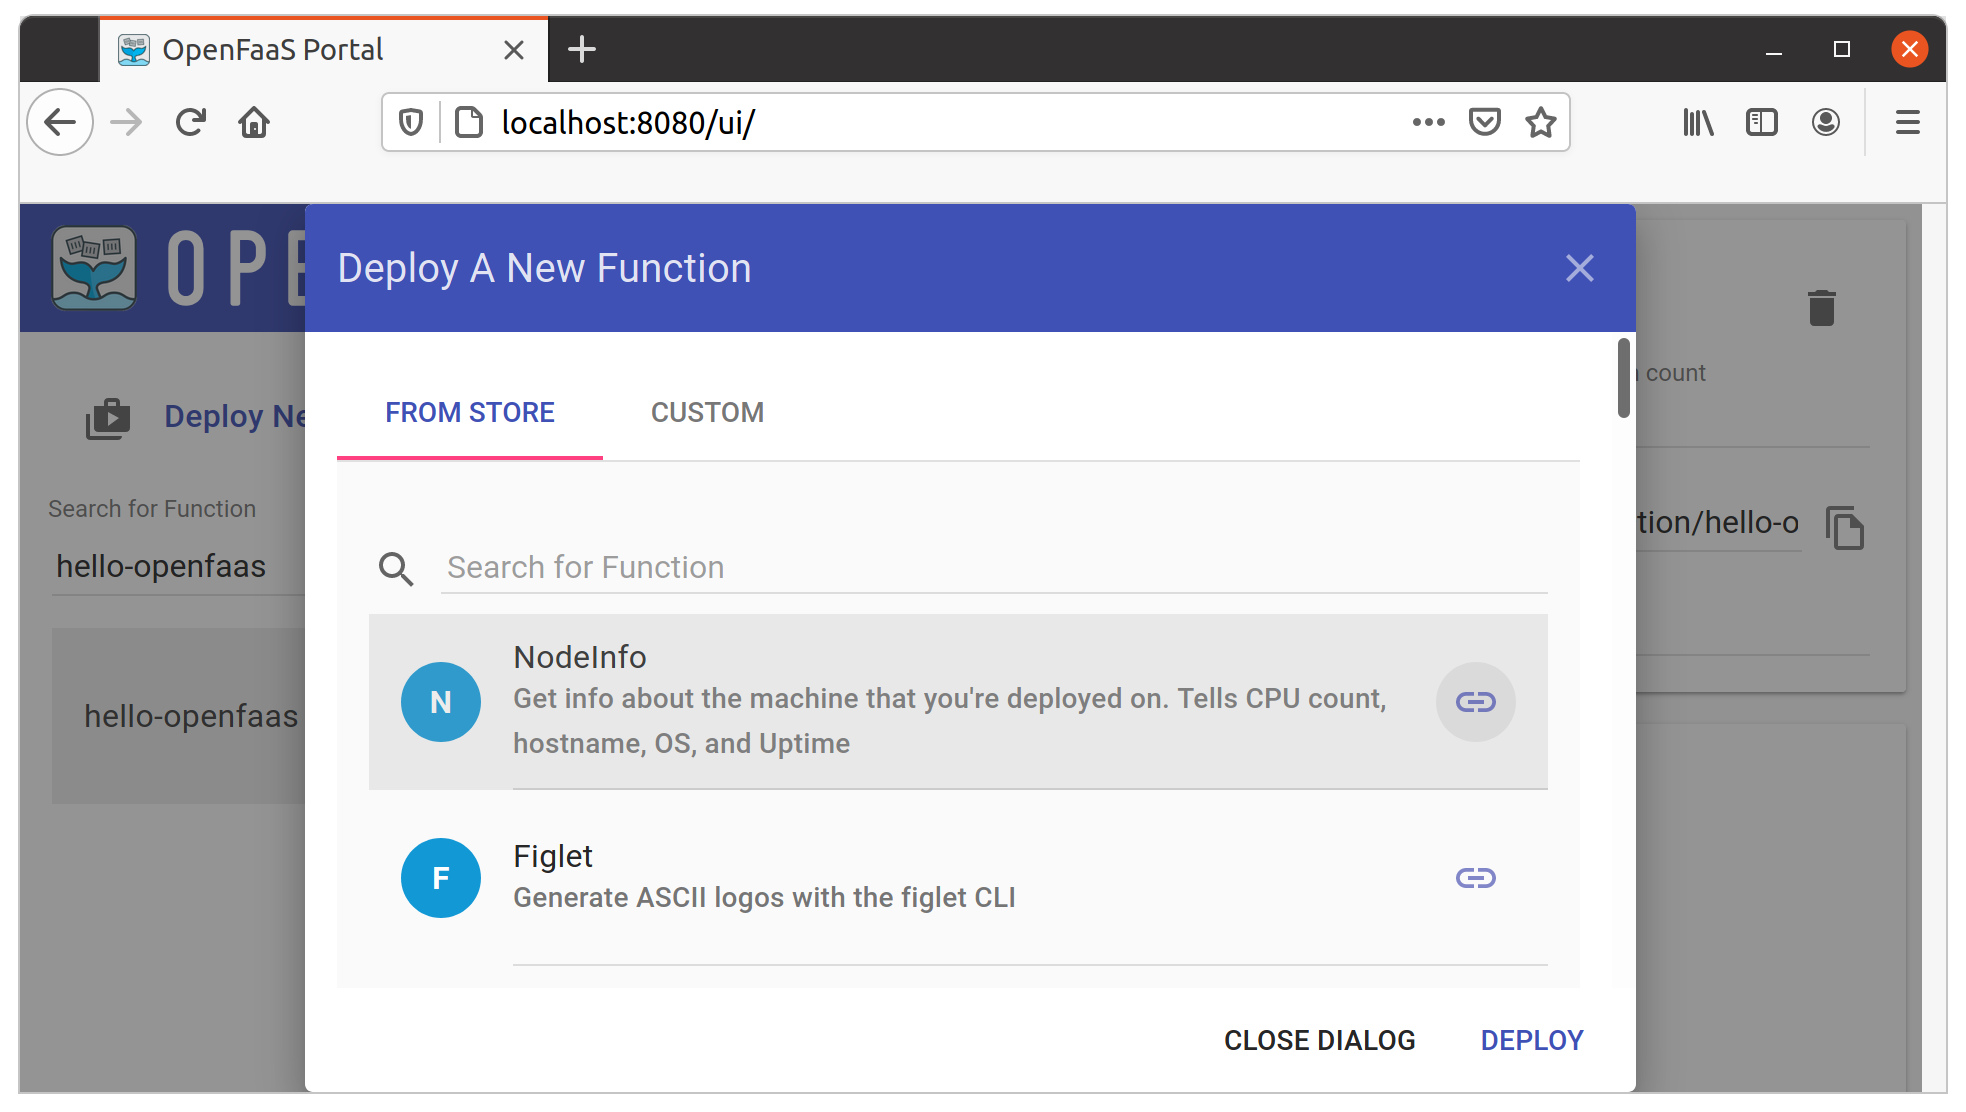 OpenFaaS Portal
localhost:8080/ui/
OPE
Deploy A New Function
count
Deploy Ne
FROM STORE
CUSTOM
Search for Function
hello-openfaas
tion/hello-o
Search for Function
hello-openfaas
N
NodeInfo
Get info about the machine that you're deployed on. Tells CPU count,
hostname, OS, and Uptime
F
Figlet
Generate ASCII logos with the figlet CLI
CLOSE DIALOG
DEPLOY